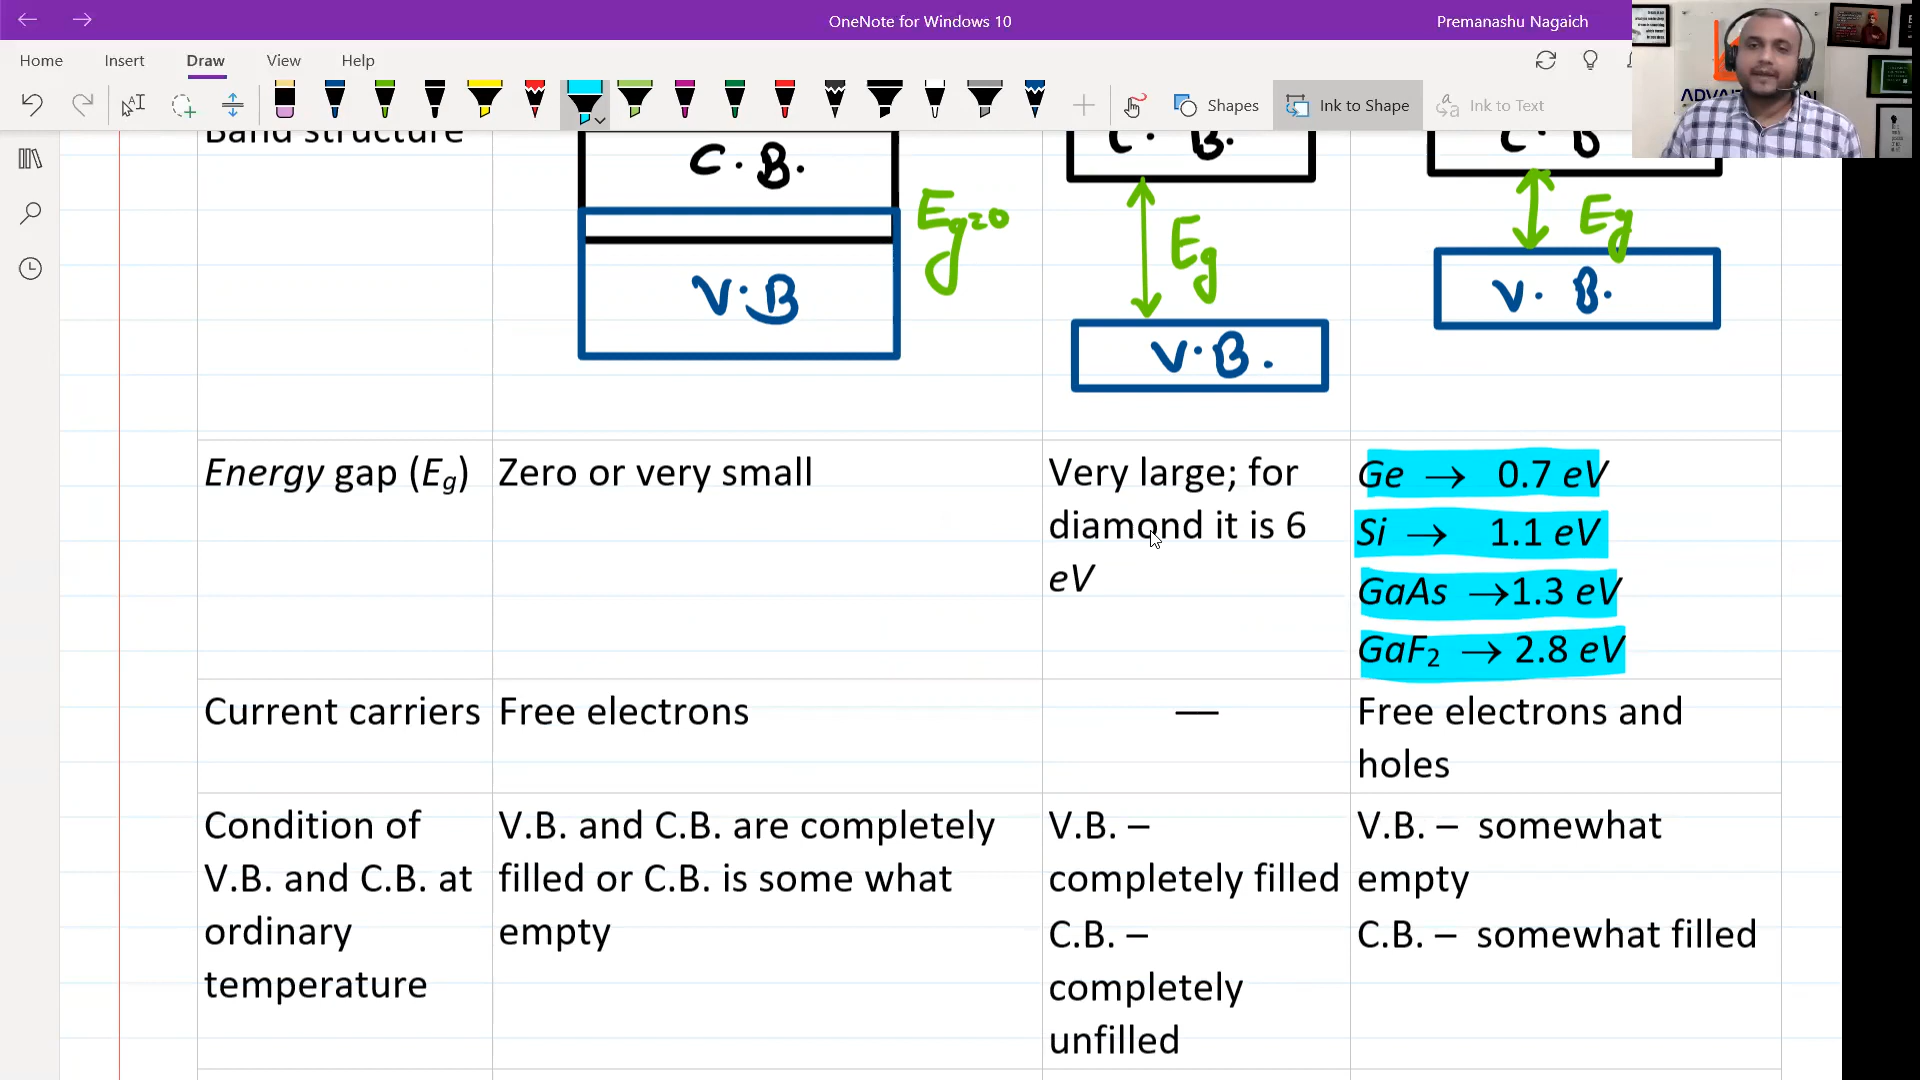 OneNote for Windows 10
Premanashu Nagaich
Home Insert Draw View Help
Shapes
Ink to Shape
Ink to Text
Band structure
C. B.
V. B
Eg=0
C. B.
Eg
V. B.
C. B
Eg
V. B.
Energy gap (Eg)
Zero or very small
Very large; for
diamond it is 6
eV
Ge → 0.7 eV
Si → 1.1 eV
GaAs →1.3 eV
GaF2 → 2.8 eV
Current carriers
Free electrons
—
Free electrons and
holes
Condition of
V.B. and C.B. at
ordinary
temperature
V.B. and C.B. are completely
filled or C.B. is some what
empty
V.B. –
completely filled
C.B. –
completely
unfilled
V.B. – somewhat
empty
C.B. – somewhat filled